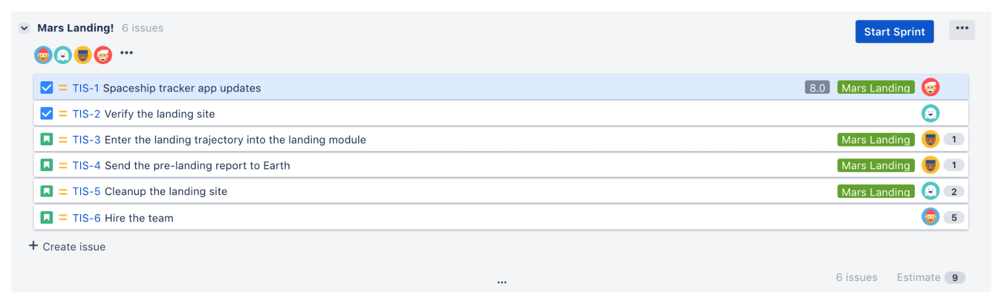 Mars Landing! 6 issues
Start Sprint
TIS-1 Spaceship tracker app updates 8.0 Mars Landing
TIS-2 Verify the landing site
TIS-3 Enter the landing trajectory into the landing module Mars Landing 1
TIS-4 Send the pre-landing report to Earth Mars Landing 1
TIS-5 Cleanup the landing site Mars Landing 2
TIS-6 Hire the team 5
+ Create issue
6 issues Estimate 9